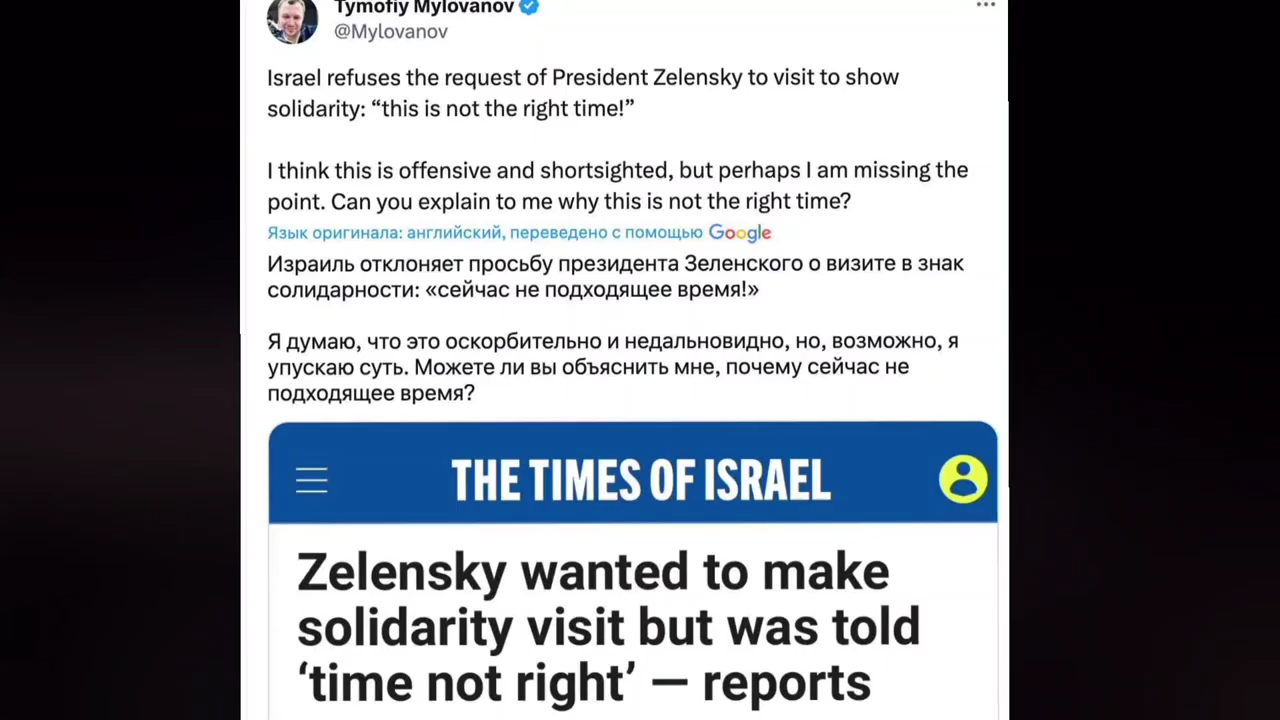 Tymofiy Mylovanov
@Mylovanov
Israel refuses the request of President Zelensky to visit to show
solidarity: “this is not the right time!”
I think this is offensive and shortsighted, but perhaps I am missing the
point. Can you explain to me why this is not the right time?
Язык оригинала: английский, переведено с помощью Google
Израиль отклоняет просьбу президента Зеленского о визите в знак
солидарности: «сейчас не подходящее время!»
Я думаю, что это оскорбительно и недальновидно, но, возможно, я
упускаю суть. Можете ли вы объяснить мне, почему сейчас не
подходящее время?
THE TIMES OF ISRAEL
Zelensky wanted to make
solidarity visit but was told
‘time not right’ — reports